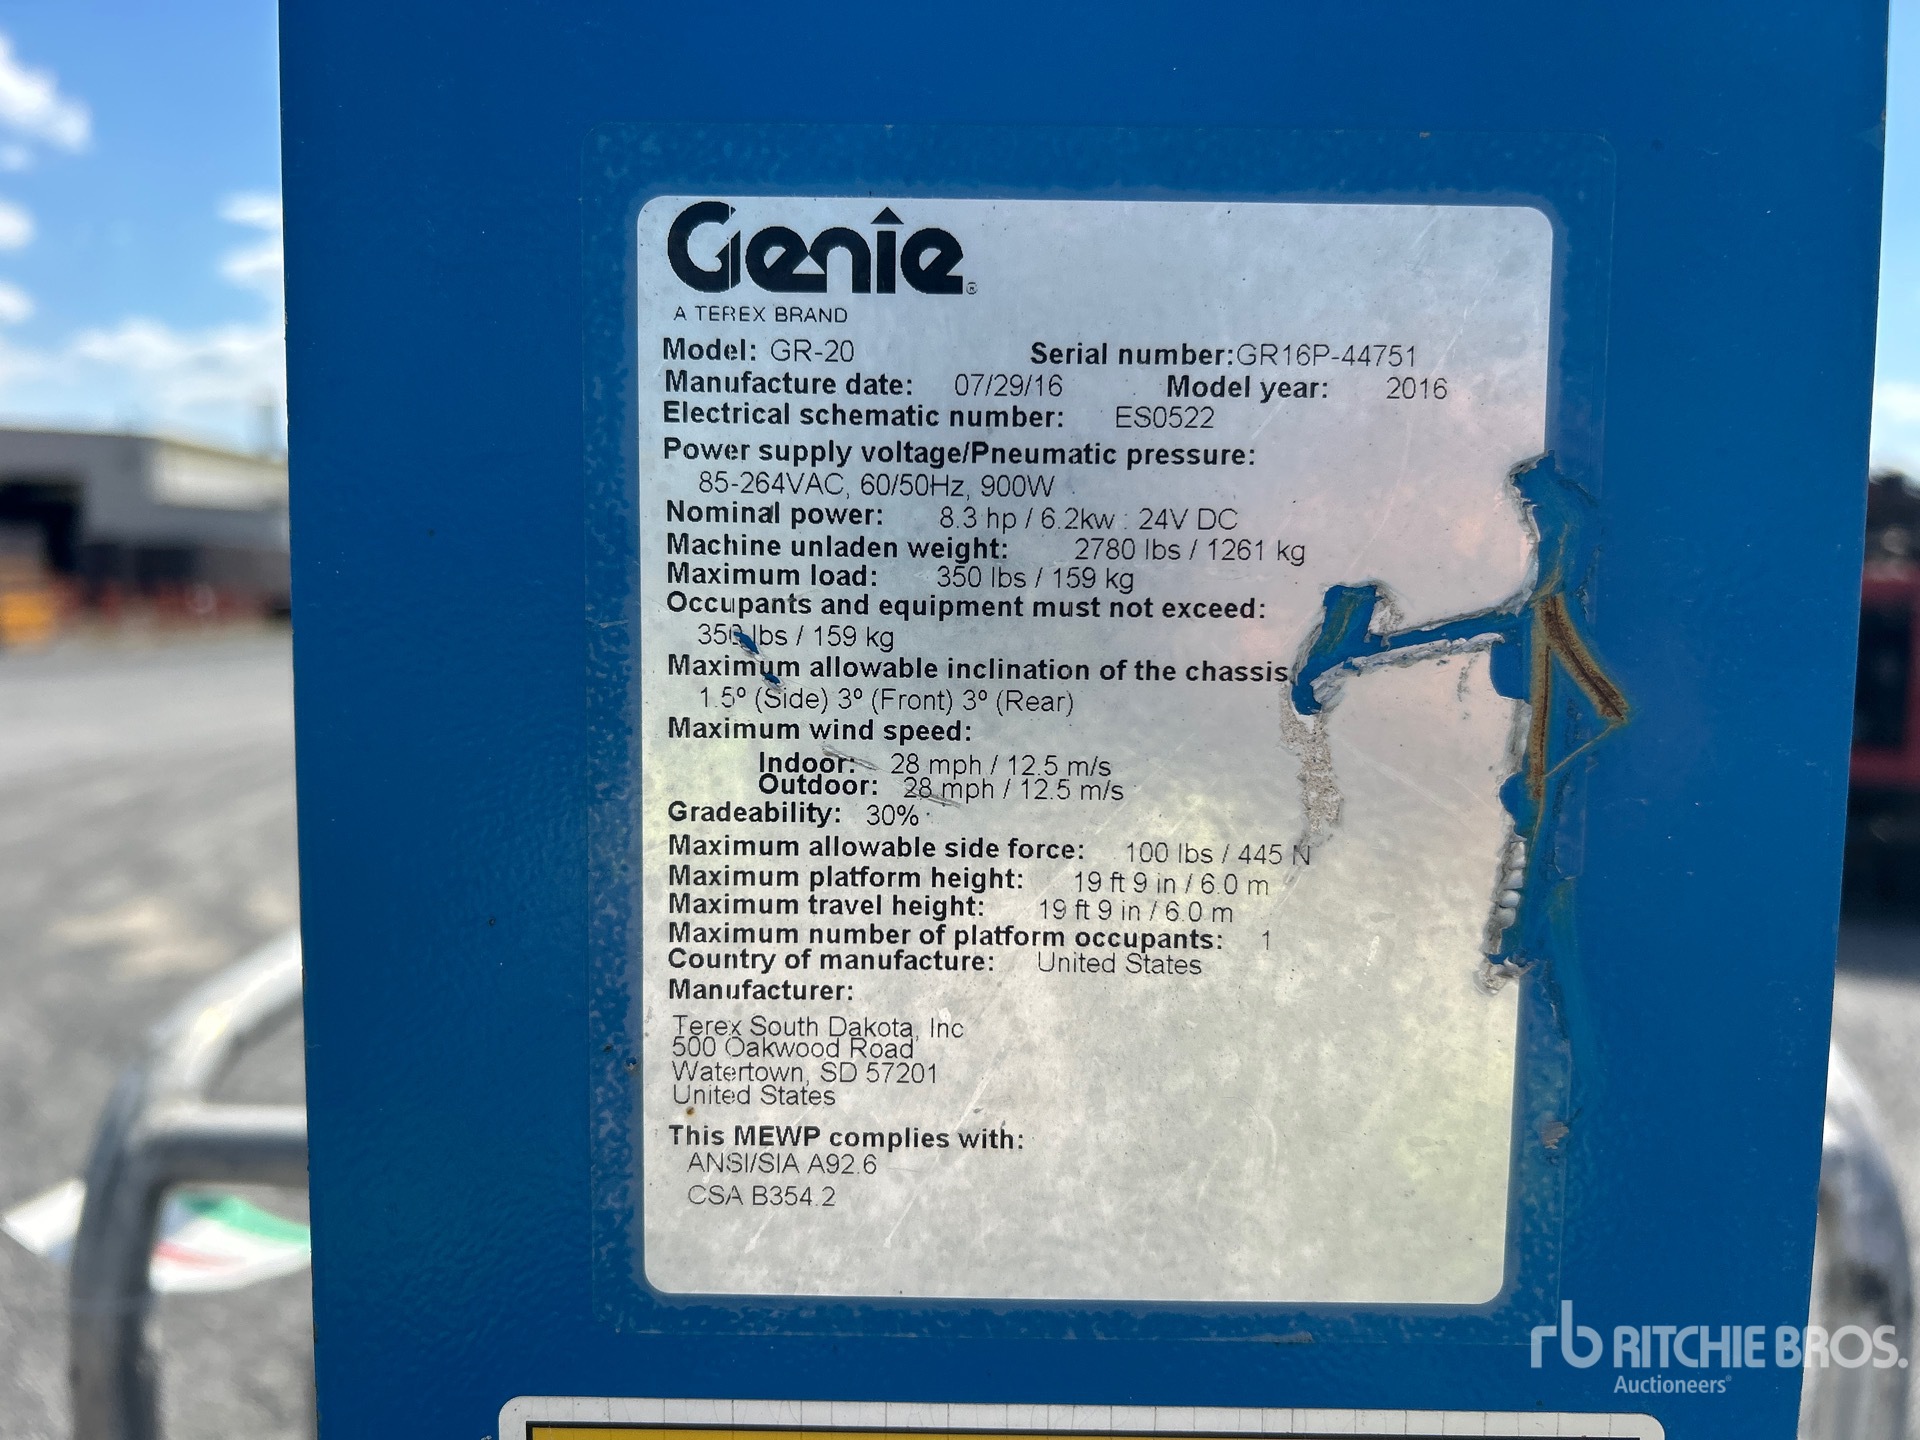 Genie®
A TEREX BRAND
Model: GR-20 Serial number:GR16P-44751
Manufacture date: 07/29/16 Model year: 2016
Electrical schematic number: ES0522
Power supply voltage/Pneumatic pressure:
85-264VAC, 60/50Hz, 900W
Nominal power: 8.3 hp / 6.2kw : 24V DC
Machine unladen weight: 2780 lbs / 1261 kg
Maximum load: 350 lbs / 159 kg
Occupants and equipment must not exceed:
350 lbs / 159 kg
Maximum allowable inclination of the chassis
1.5º (Side) 3º (Front) 3º (Rear)
Maximum wind speed:
Indoor: 28 mph / 12.5 m/s
Outdoor: 28 mph / 12.5 m/s
Gradeability: 30%
Maximum allowable side force: 100 lbs / 445 N
Maximum platform height: 19 ft 9 in / 6.0 m
Maximum travel height: 19 ft 9 in / 6.0 m
Maximum number of platform occupants: 1
Country of manufacture: United States
Manufacturer:
Terex South Dakota, Inc
500 Oakwood Road
Watertown, SD 57201
United States
This MEWP complies with:
ANSI/SIA A92.6
CSA B354.2
rb RITCHIE BROS.
Auctioneers®